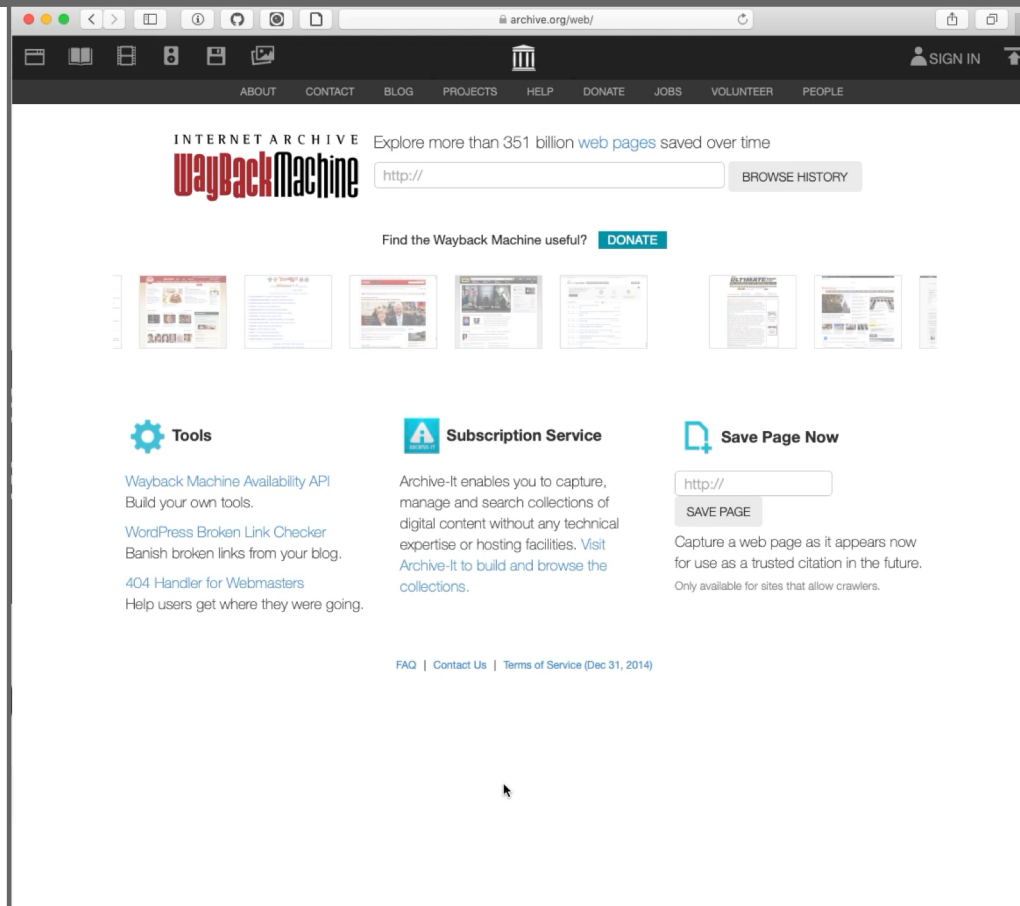 archive.org/web/
SIGN IN
ABOUT CONTACT BLOG PROJECTS HELP DONATE JOBS VOLUNTEER PEOPLE
INTERNET ARCHIVE
WayBackMachine
Explore more than 351 billion web pages saved over time
http://
BROWSE HISTORY
Find the Wayback Machine useful? DONATE
ULTIMATE
Tools
Wayback Machine Availability API
Build your own tools.
WordPress Broken Link Checker
Banish broken links from your blog.
404 Handler for Webmasters
Help users get where they were going.
ARCHIVE-IT
Subscription Service
Archive-It enables you to capture,
manage and search collections of
digital content without any technical
expertise or hosting facilities. Visit
Archive-It to build and browse the
collections.
Save Page Now
http://
SAVE PAGE
Capture a web page as it appears now
for use as a trusted citation in the future.
Only available for sites that allow crawlers.
FAQ | Contact Us | Terms of Service (Dec 31, 2014)